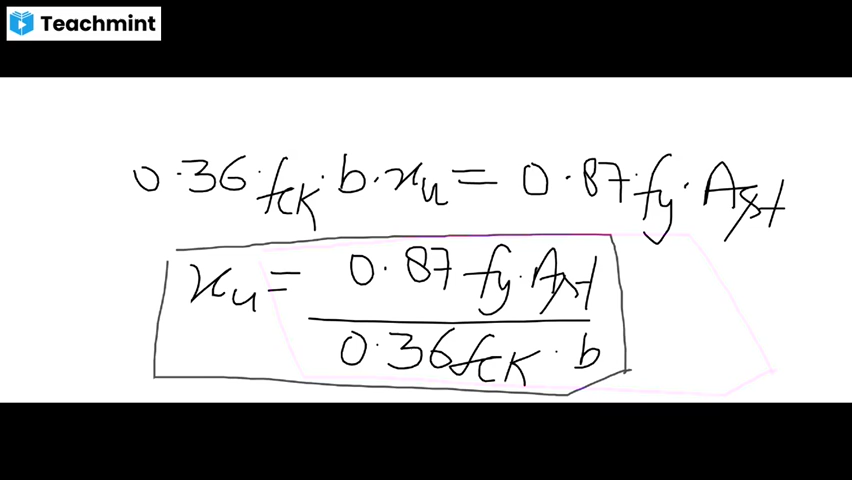 Teachmint
0.36.fck.b.xu = 0.87.fy.Ast
xu = 0.87 fy.Ast
0.36fck.b